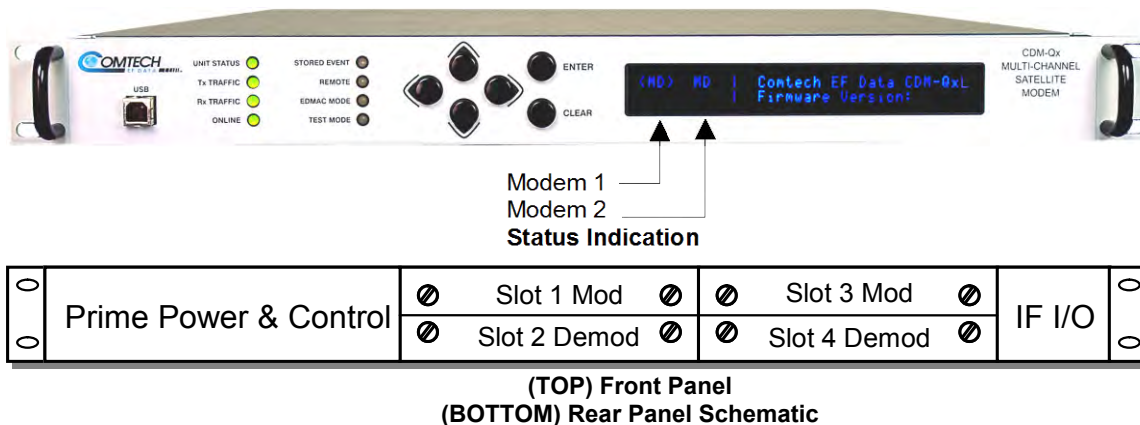 COMTECH
EF DATA
USB
UNIT STATUS
Tx TRAFFIC
Rx TRAFFIC
ONLINE
STORED EVENT
REMOTE
EDMAC MODE
TEST MODE
ENTER
CLEAR
(MD) MD | Comtech EF Data CDM-QxL
| Firmware Version:
CDM-Qx
MULTI-CHANNEL
SATELLITE
MODEM
Modem 1
Modem 2
Status Indication
Prime Power & Control
Slot 1 Mod
Slot 2 Demod
Slot 3 Mod
Slot 4 Demod
IF I/O
(TOP) Front Panel
(BOTTOM) Rear Panel Schematic